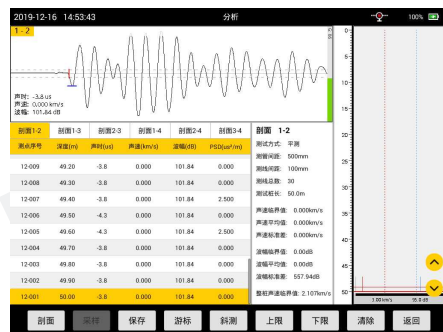 2019-12-16 14:53:43 分析 100%
1-2
声时: -3.8 us
声速: 0.000 km/s
波幅: 101.84 dB
剖面1-2 剖面1-3 剖面2-3 剖面1-4 剖面2-4 剖面3-4
测点序号 深度(m) 声时(us) 声速(km/s) 波幅(dB) PSD(us²/m)
12-009 49.20 -3.8 0.000 101.84 0.000
12-008 49.30 -3.8 0.000 101.84 0.000
12-007 49.40 -3.8 0.000 101.84 2.500
12-006 49.50 -4.3 0.000 101.84 0.000
12-005 49.60 -4.3 0.000 101.84 2.500
12-004 49.70 -3.8 0.000 101.84 0.000
12-003 49.80 -3.8 0.000 101.84 0.000
12-002 49.90 -3.8 0.000 101.84 0.000
12-001 50.00 -3.8 0.000 101.84 0.000
剖面 1-2
测试方式: 平测
测管间距: 500mm
测线间距: 100mm
测线总数: 30
测试桩长: 50.0m
声速临界值: 0.000km/s
声速平均值: 0.000km/s
声速标准差: 0.000km/s
波幅临界值: 0.00dB
波幅平均值: 0.00dB
波幅标准差: 557.94dB
整桩声速临界值: 2.107km/s
0
5
10
15
20
25
30
35
40
45
50
3.00 km/s 95.0 dB
剖面 采样 保存 游标 斜测 上限 下限 清除 返回